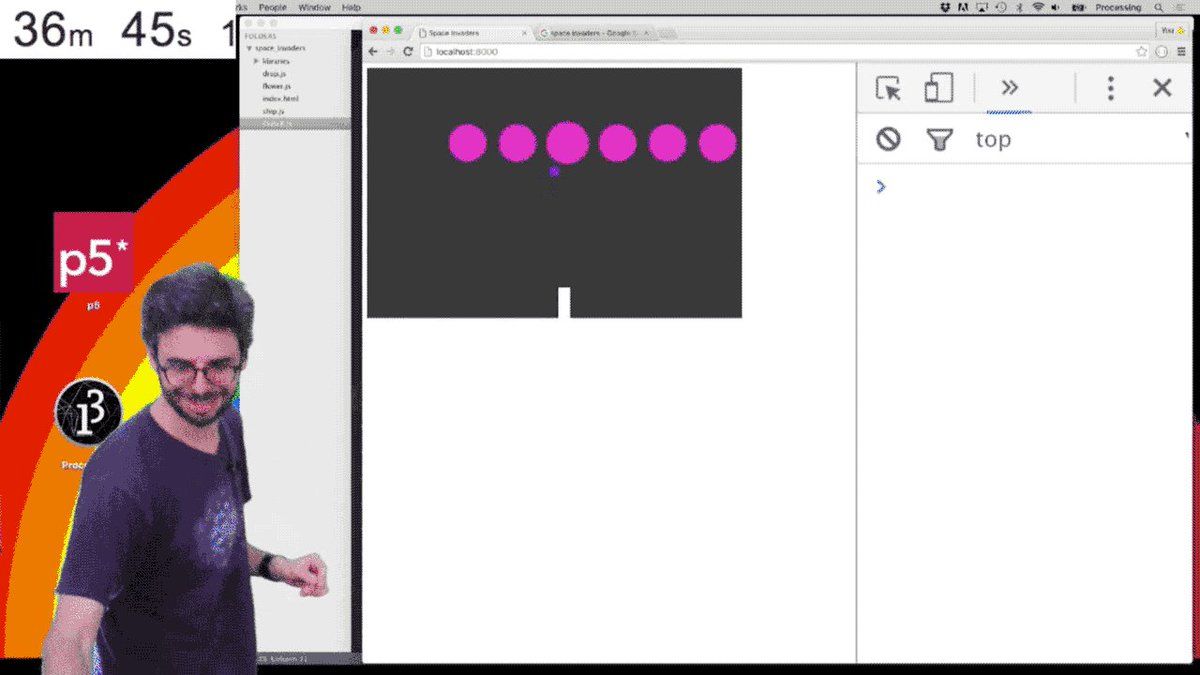 36m 45s 1
rks People Window Help
Processing
FOLDERS
space_invaders
libraries
drop.js
flower.js
index.html
ship.js
Space Invaders
space invaders - Google S
localhost:8000
top
p5*
p5
Proc